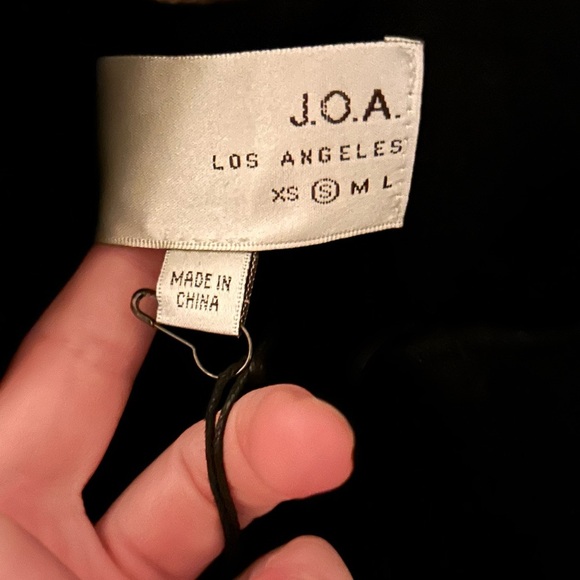 J.O.A.
LOS ANGELES
XS S M L
MADE IN
CHINA